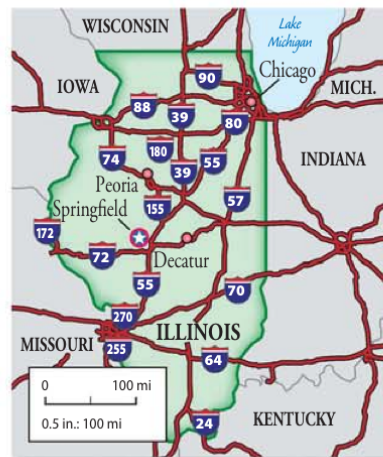 WISCONSIN
Lake
Michigan
90
Chicago
IOWA
MICH.
88
39
80
74
180
55
INDIANA
Peoria
39
Springfield
155
57
172
72
Decatur
55
70
270
ILLINOIS
MISSOURI
255
64
0 100 mi
0.5 in.: 100 mi
KENTUCKY
24